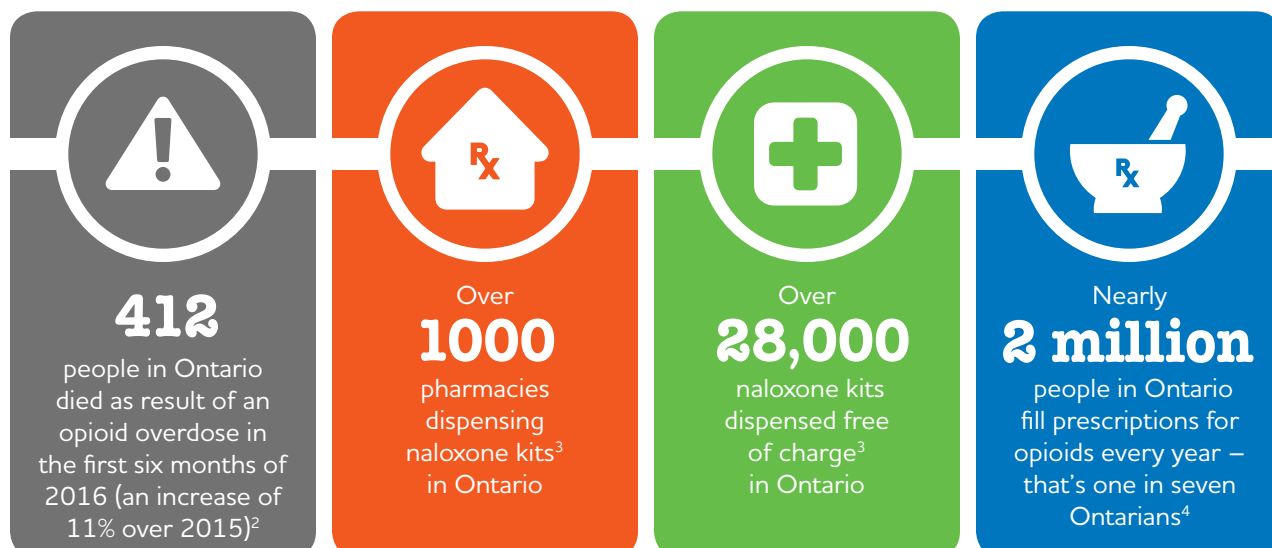 412
people in Ontario
died as result of an
opioid overdose in
the first six months of
2016 (an increase of
11% over 2015)²
Rx
Over
1000
pharmacies
dispensing
naloxone kits³
in Ontario
Over
28,000
naloxone kits
dispensed free
of charge³
in Ontario
Rx
Nearly
2 million
people in Ontario
fill prescriptions for
opioids every year –
that's one in seven
Ontarians⁴